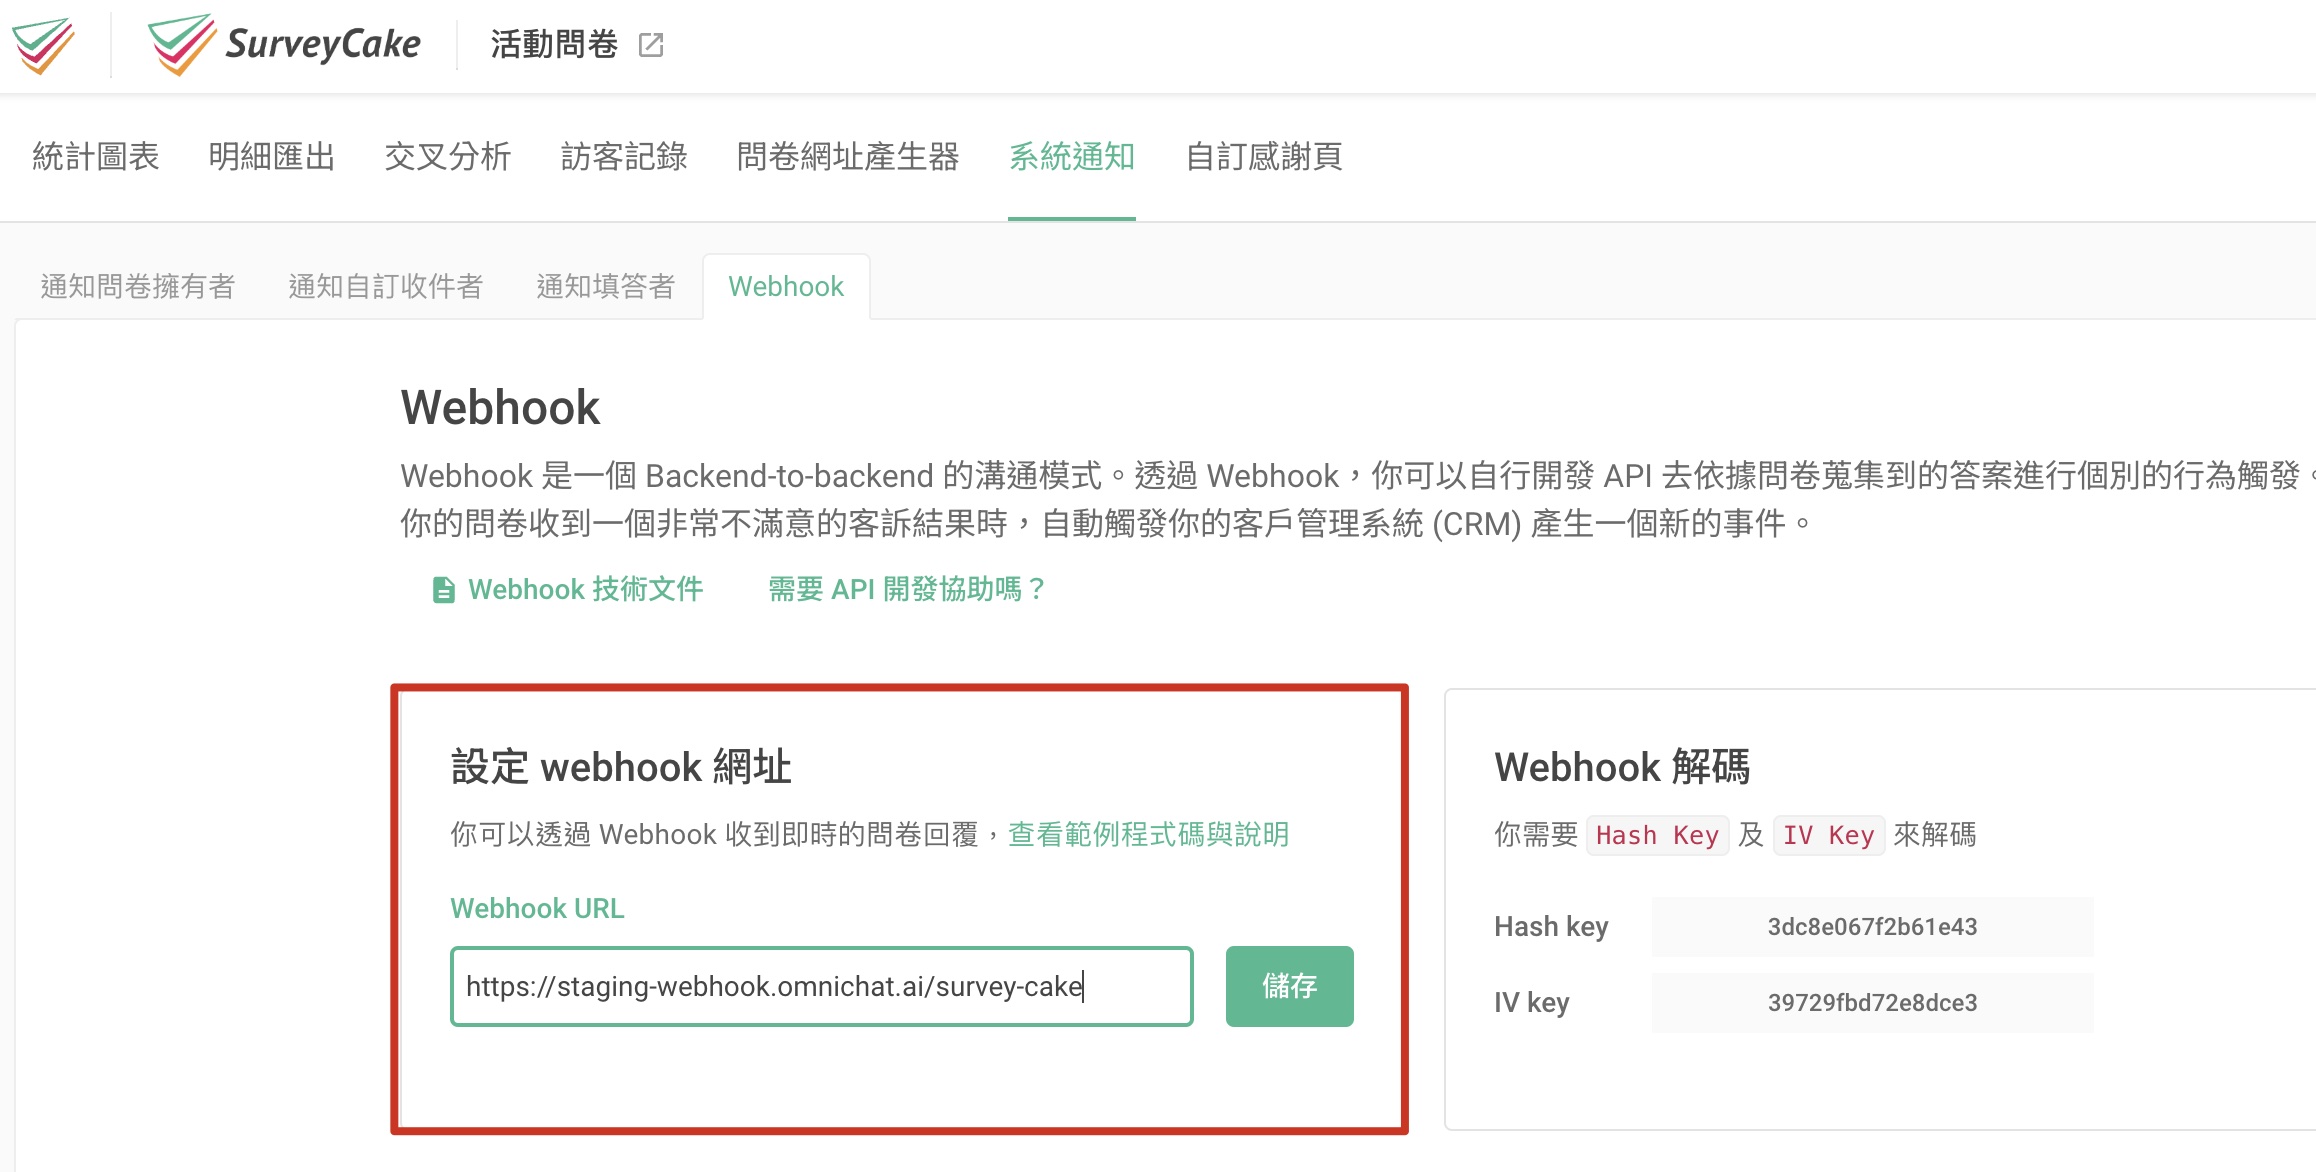 SurveyCake 活動問卷
統計圖表 明細匯出 交叉分析 訪客記錄 問卷網址產生器 系統通知 自訂感謝頁
通知問卷擁有者 通知自訂收件者 通知填答者 Webhook
Webhook
Webhook 是一個 Backend-to-backend 的溝通模式。透過 Webhook，你可以自行開發 API 去依據問卷蒐集到的答案進行個別的行為觸發。
你的問卷收到一個非常不滿意的客訴結果時，自動觸發你的客戶管理系統 (CRM) 產生一個新的事件。
Webhook 技術文件 需要 API 開發協助嗎？
設定 webhook 網址
你可以透過 Webhook 收到即時的問卷回覆，查看範例程式碼與說明
Webhook URL
https://staging-webhook.omnichat.ai/survey-cake 儲存
Webhook 解碼
你需要 Hash Key 及 IV Key 來解碼
Hash key 3dc8e067f2b61e43
IV key 39729fbd72e8dce3